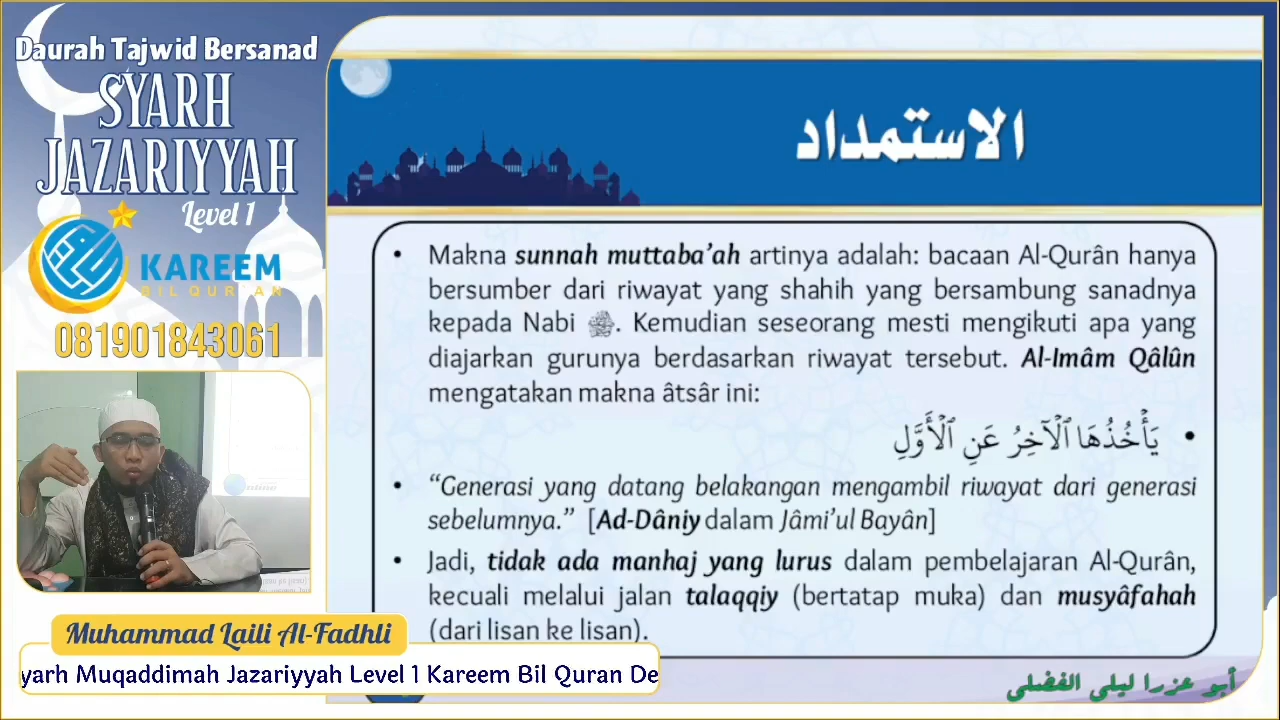 Daurah Tajwid Bersanad
SYARH
JAZARIYYAH
Level 1
KAREEM
BIL QUR'AN
081901843061
الاستمداد
• Makna sunnah muttaba'ah artinya adalah: bacaan Al-Qurân hanya
bersumber dari riwayat yang shahih yang bersambung sanadnya
kepada Nabi ﷺ. Kemudian seseorang mesti mengikuti apa yang
diajarkan gurunya berdasarkan riwayat tersebut. Al-Imâm Qâlûn
mengatakan makna âtsâr ini:
• يَأْخُذُهَا الْآخِرُ عَنِ الْأَوَّلِ
• “Generasi yang datang belakangan mengambil riwayat dari generasi
sebelumnya.” [Ad-Dâniy dalam Jâmi'ul Bayân]
• Jadi, tidak ada manhaj yang lurus dalam pembelajaran Al-Qurân,
kecuali melalui jalan talaqqiy (bertatap muka) dan musyâfahah
(dari lisan ke lisan).
Muhammad Laili Al-Fadhli
yarh Muqaddimah Jazariyyah Level 1 Kareem Bil Quran De
أبو عزرا ليلى الفضلى